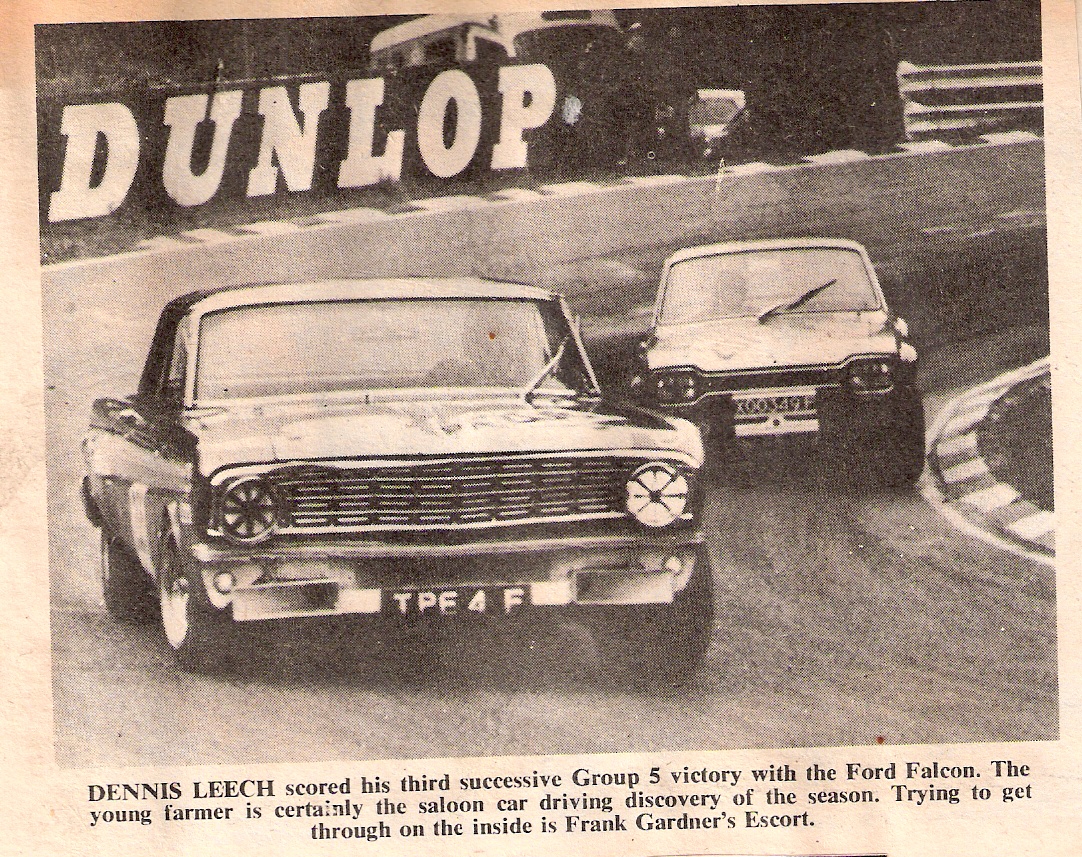 DUNLOP
XOO349F
TPE 4 F
DENNIS LEECH scored his third successive Group 5 victory with the Ford Falcon. The
young farmer is certainly the saloon car driving discovery of the season. Trying to get
through on the inside is Frank Gardner's Escort.